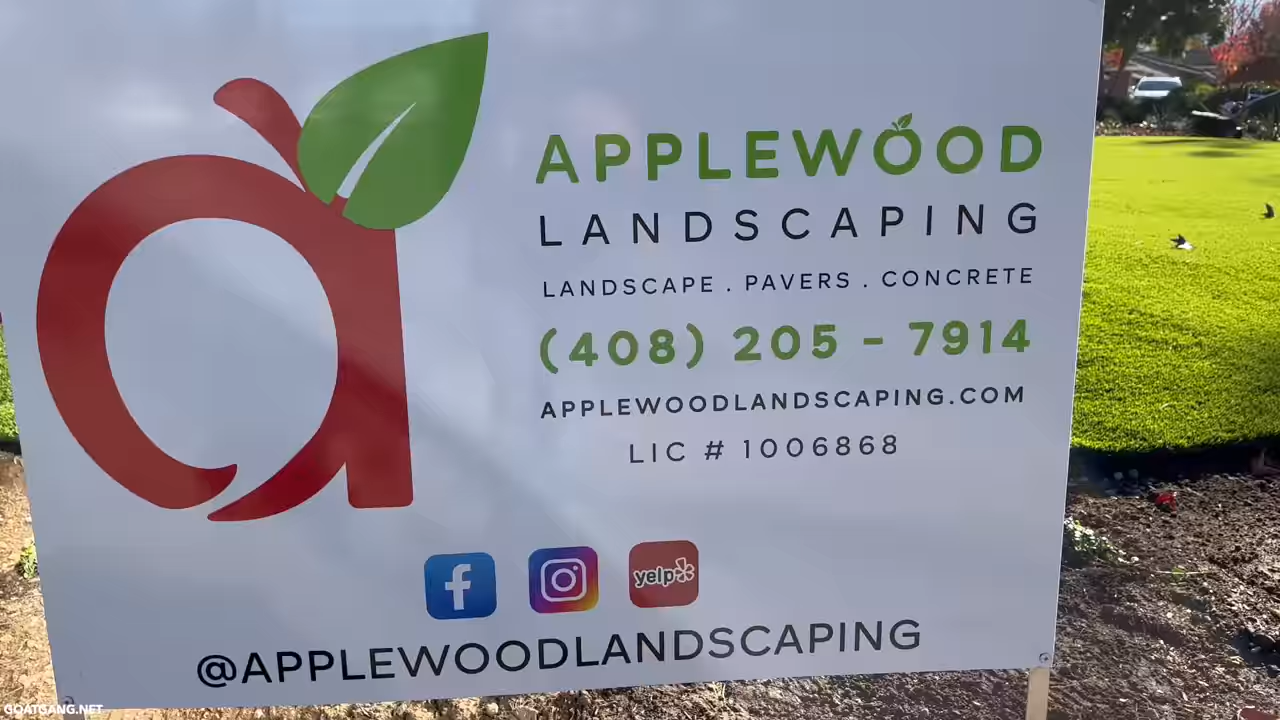 APPLEWOOD
LANDSCAPING
LANDSCAPE . PAVERS . CONCRETE
(408) 205 - 7914
APPLEWOODLANDSCAPING.COM
LIC # 1006868
f
yelp
@APPLEWOODLANDSCAPING
GOATGANG.NET